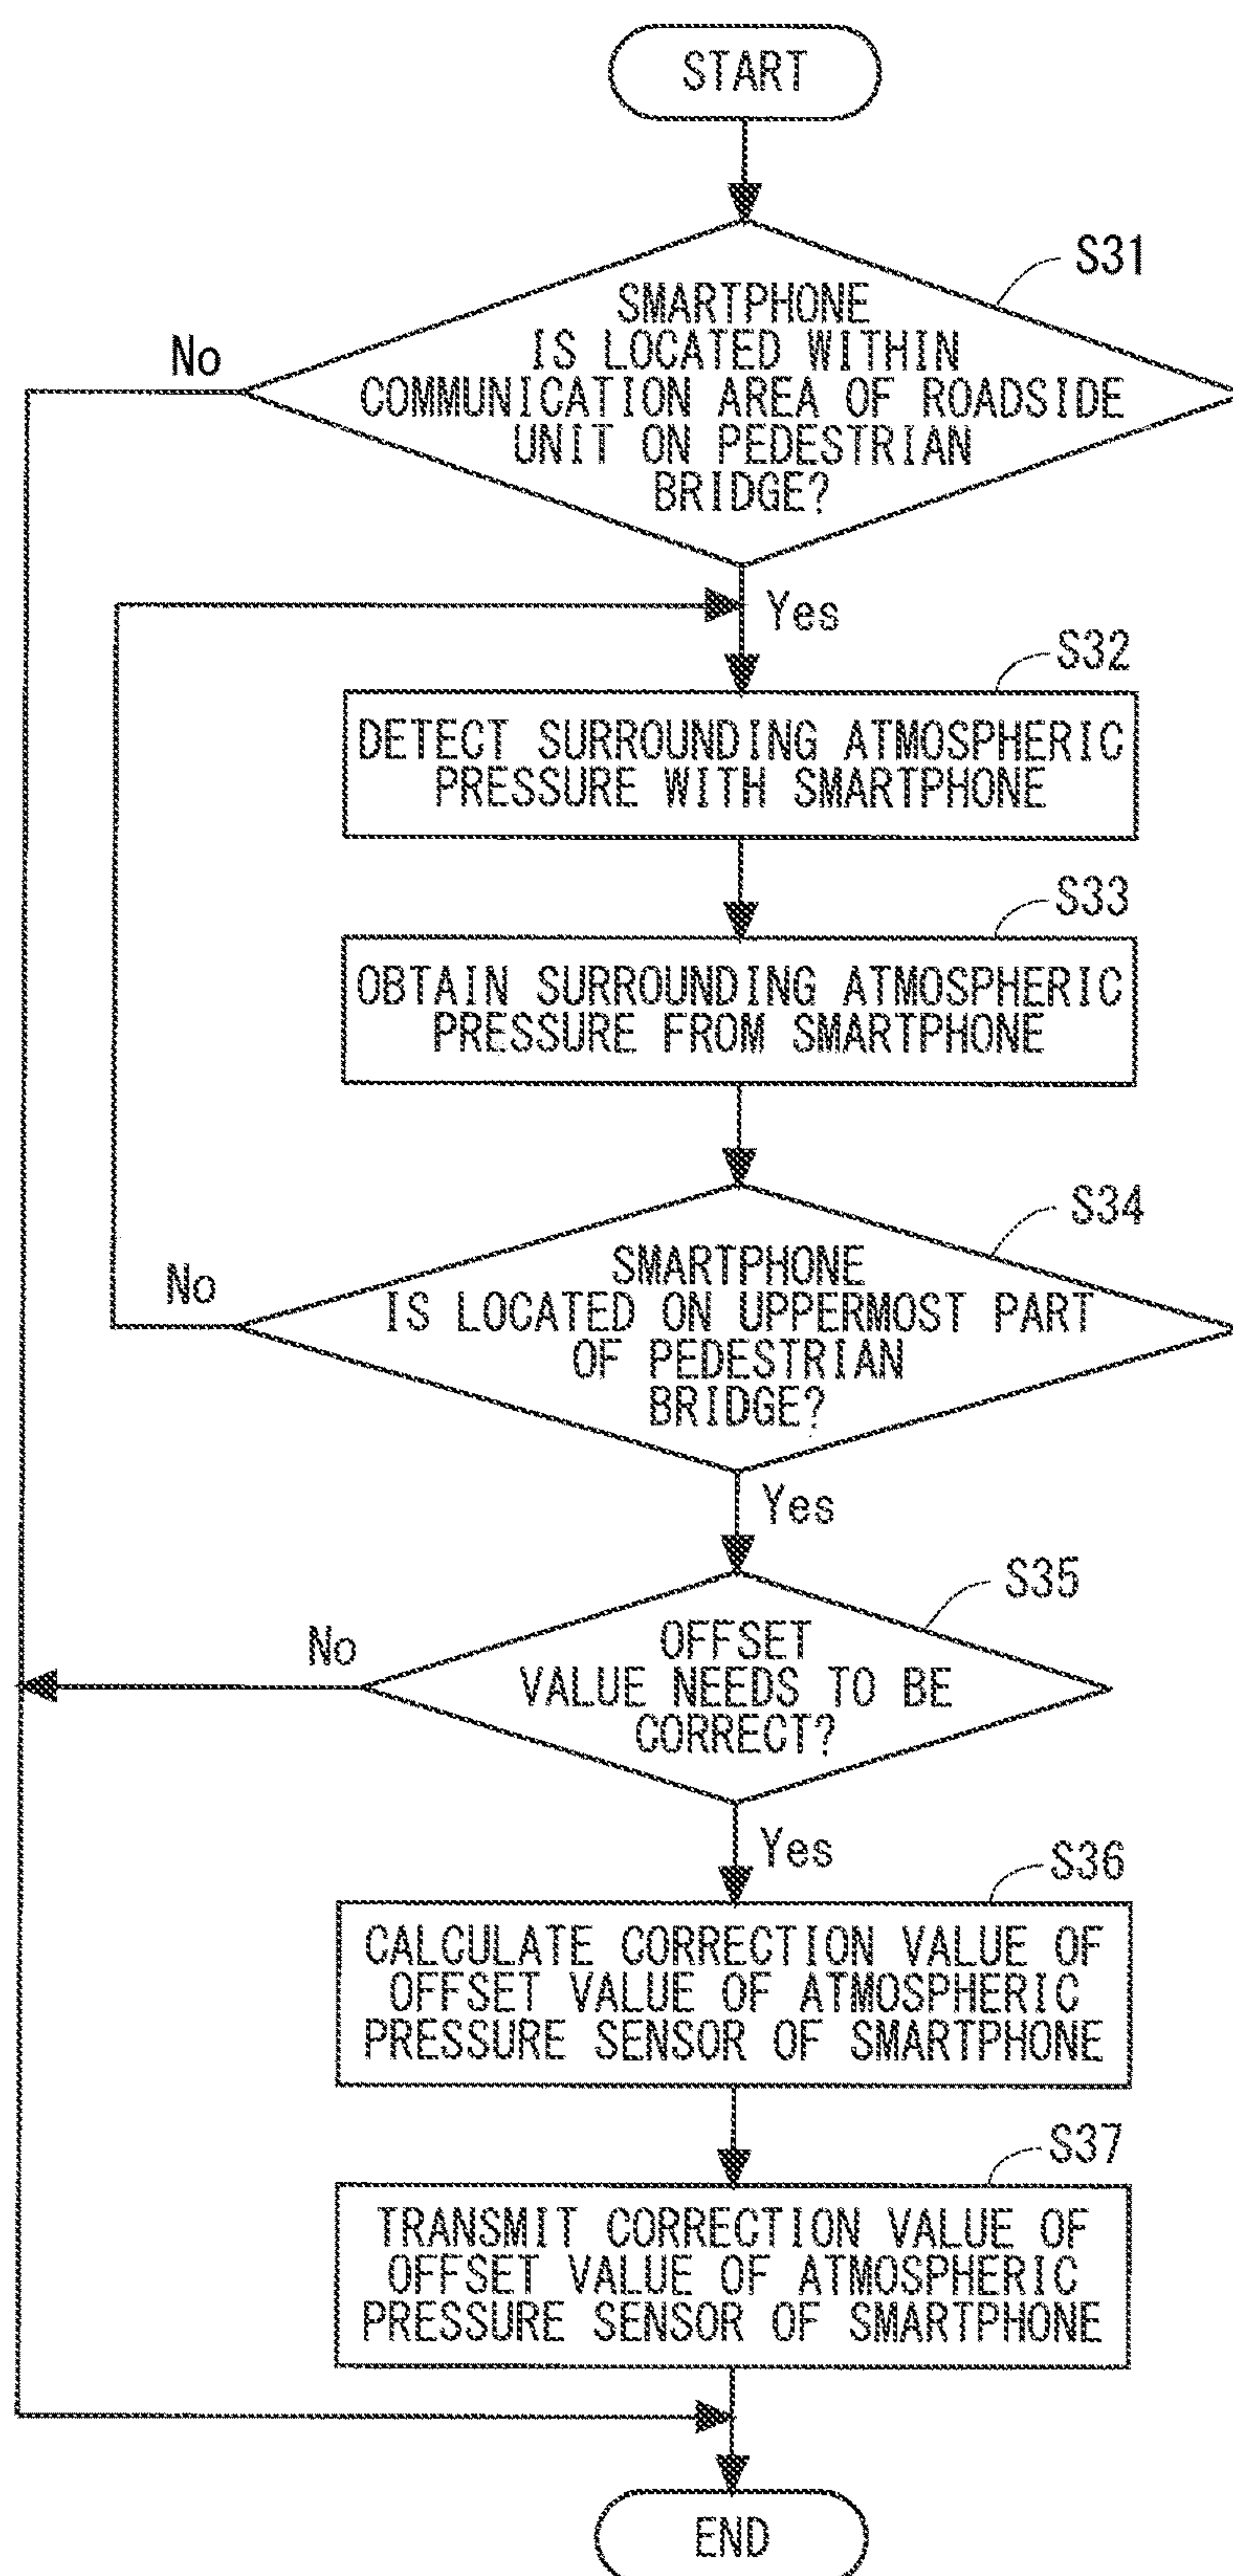 START
S31
SMARTPHONE
IS LOCATED WITHIN
COMMUNICATION AREA OF ROADSIDE
UNIT ON PEDESTRIAN
BRIDGE?
No
Yes
S32
DETECT SURROUNDING ATMOSPHERIC
PRESSURE WITH SMARTPHONE
S33
OBTAIN SURROUNDING ATMOSPHERIC
PRESSURE FROM SMARTPHONE
S34
SMARTPHONE
IS LOCATED ON UPPERMOST PART
OF PEDESTRIAN
BRIDGE?
No
Yes
S35
OFFSET
VALUE NEEDS TO BE
CORRECT?
No
Yes
S36
CALCULATE CORRECTION VALUE OF
OFFSET VALUE OF ATMOSPHERIC
PRESSURE SENSOR OF SMARTPHONE
S37
TRANSMIT CORRECTION VALUE OF
OFFSET VALUE OF ATMOSPHERIC
PRESSURE SENSOR OF SMARTPHONE
END